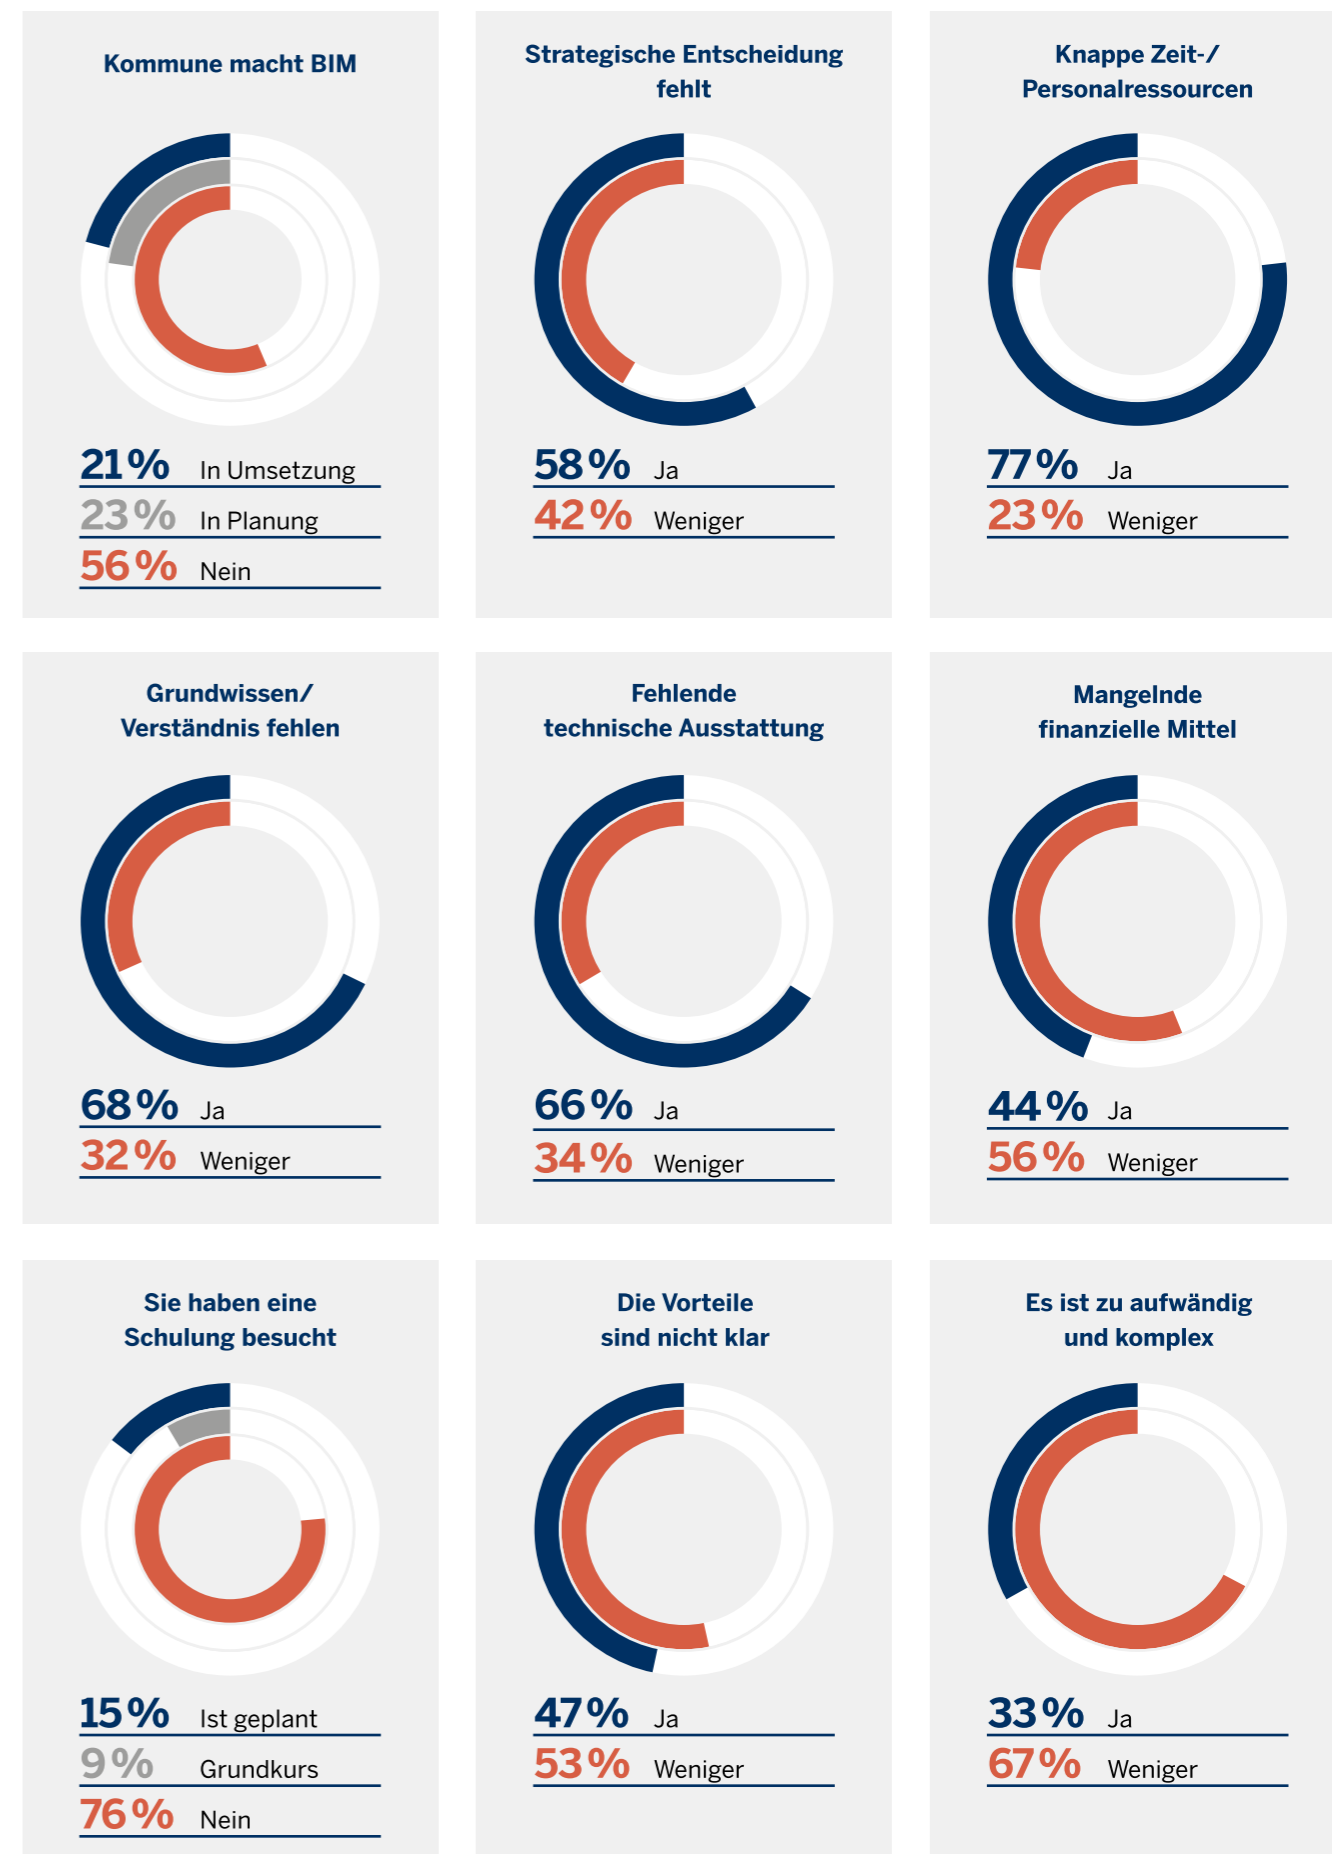 Kommune macht BIM
21 % In Umsetzung
23 % In Planung
56 % Nein
Strategische Entscheidung
fehlt
58 % Ja
42 % Weniger
Knappe Zeit-/
Personalressourcen
77 % Ja
23 % Weniger
Grundwissen/
Verständnis fehlen
68 % Ja
32 % Weniger
Fehlende
technische Ausstattung
66 % Ja
34 % Weniger
Mangelnde
finanzielle Mittel
44 % Ja
56 % Weniger
Sie haben eine
Schulung besucht
15 % Ist geplant
9 % Grundkurs
76 % Nein
Die Vorteile
sind nicht klar
47 % Ja
53 % Weniger
Es ist zu aufwändig
und komplex
33 % Ja
67 % Weniger